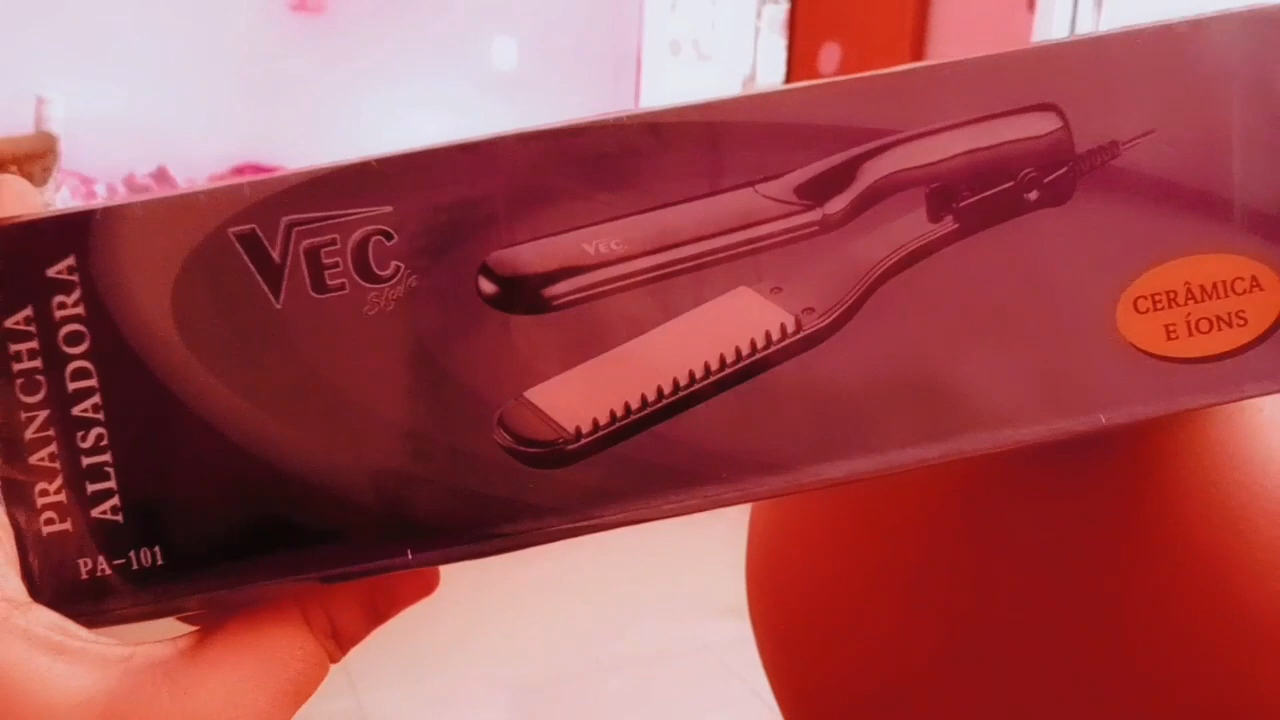 PRANCHA
ALISADORA
PA-101
VEC
Style
VEC
CERÂMICA
E ÍONS